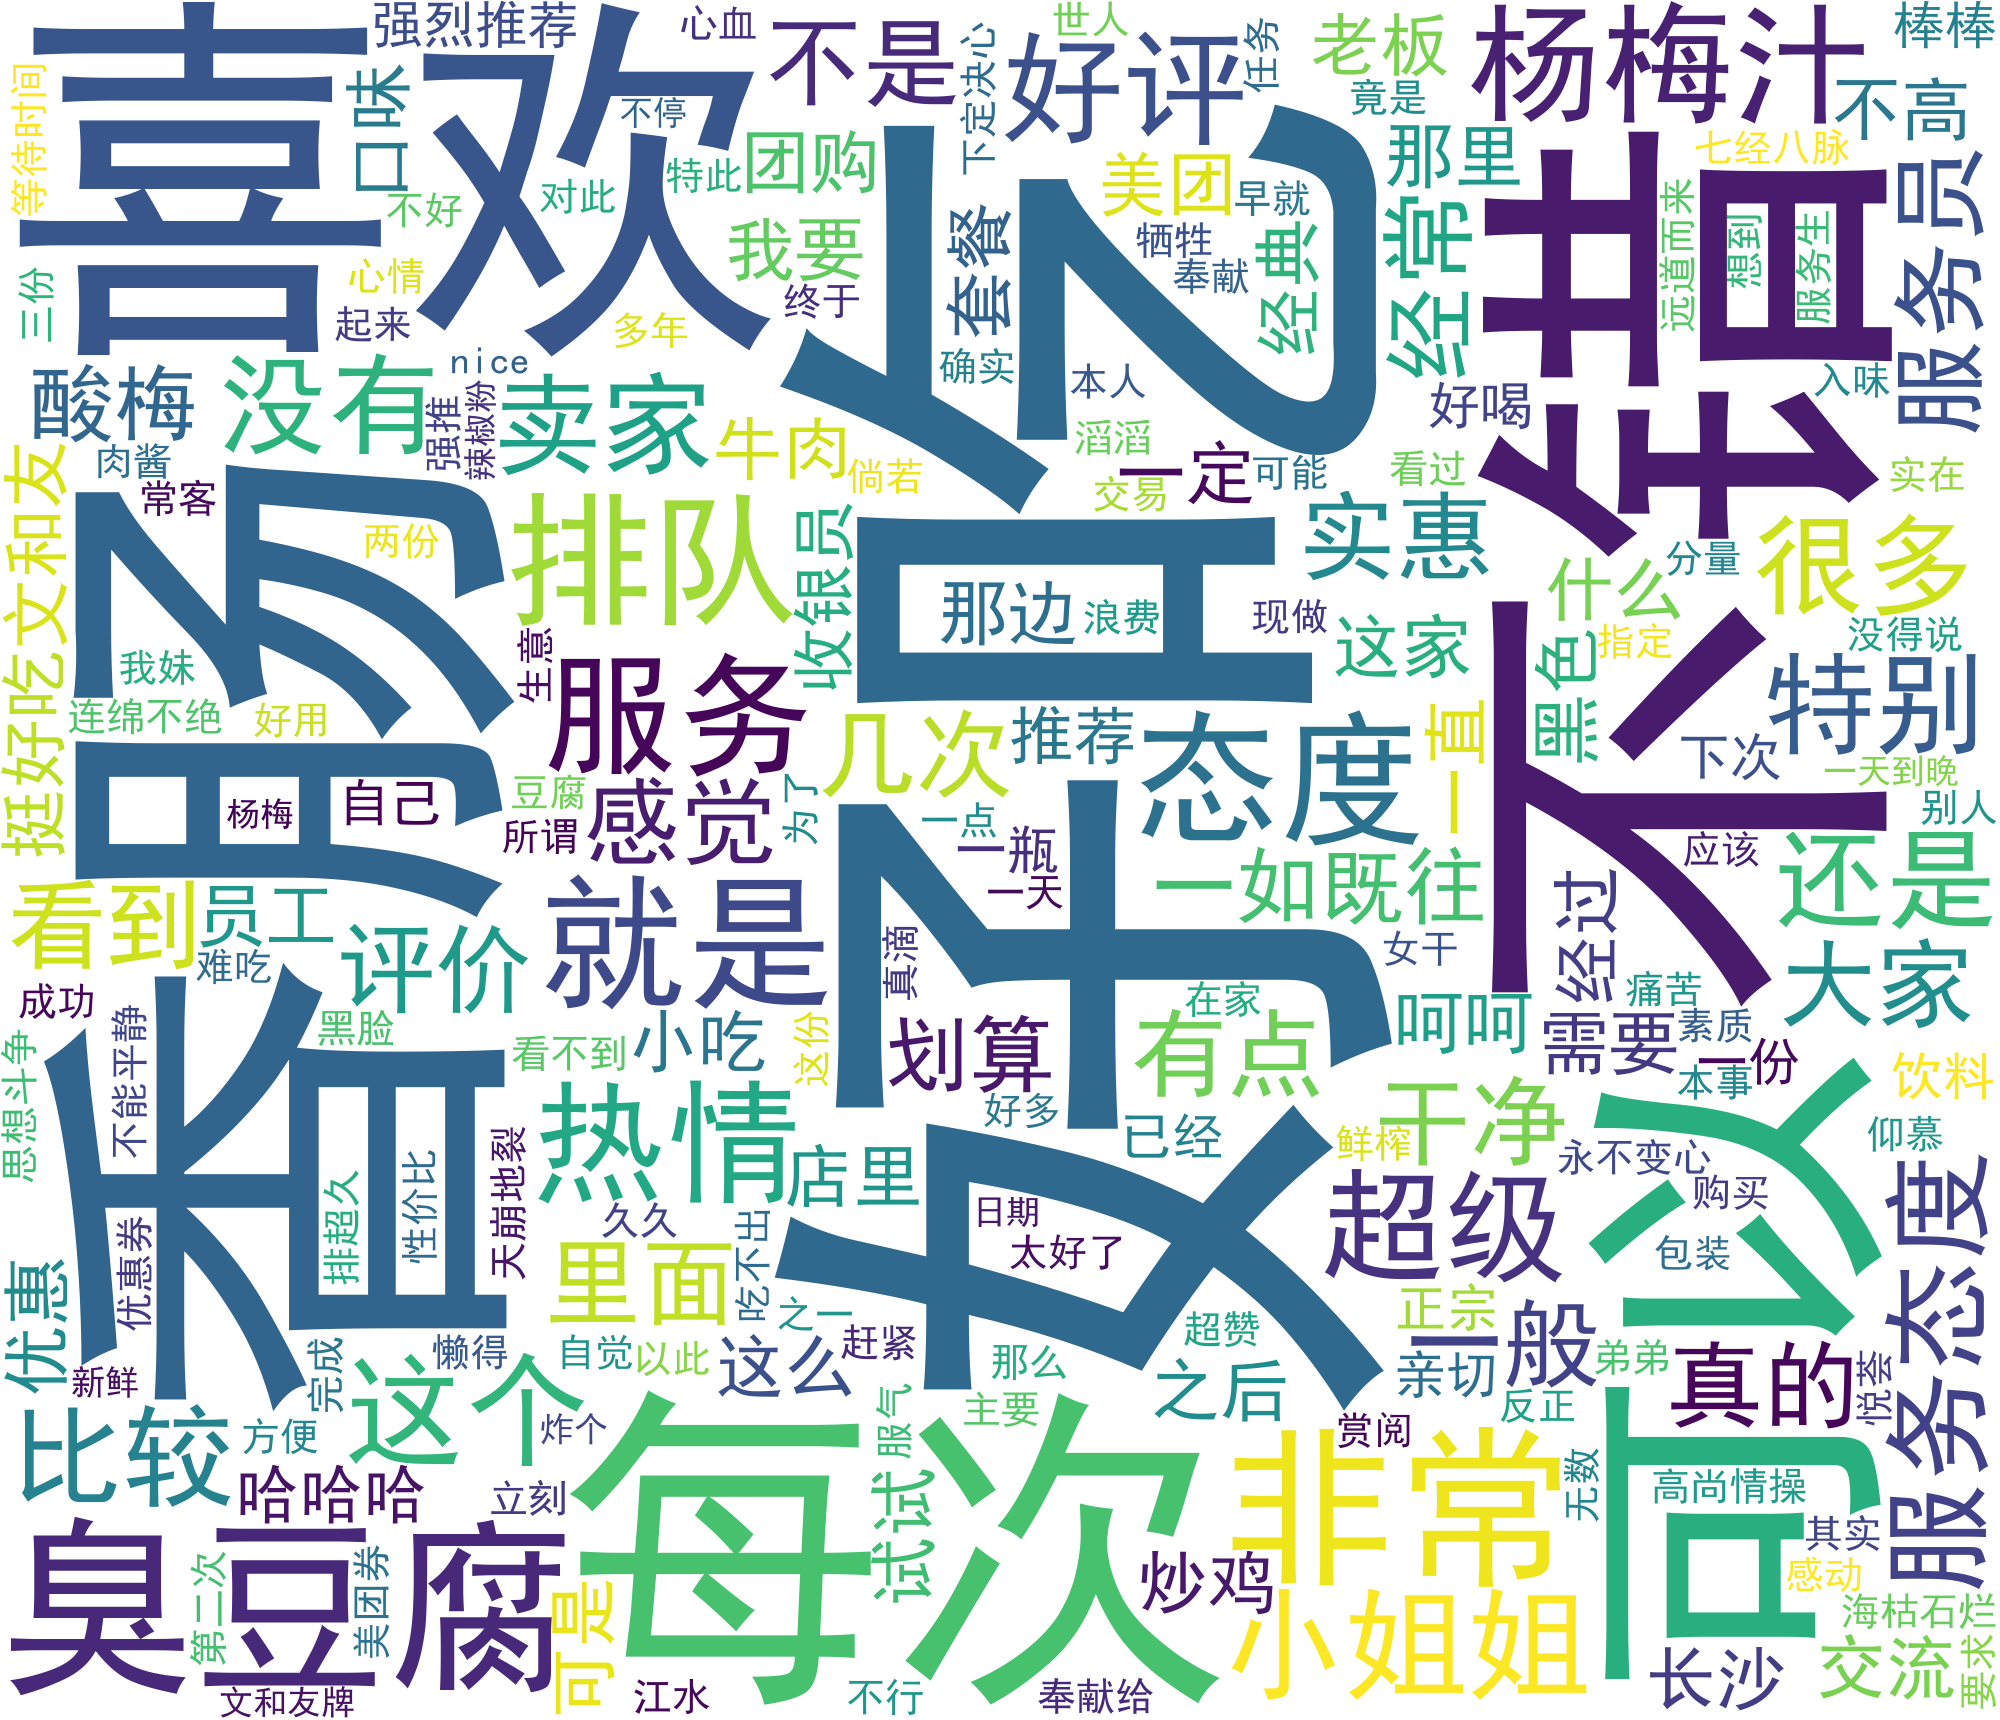 喜欢
好吃
不错
味道
香肠
每次
可以
臭豆腐
杨梅汁
非常
小姐姐
服务
就是
热情
排队
态度
服务态度
服务员
超级
特别
真的
很多
还是
大家
一般
干净
有点
一如既往
实惠
经常
那里
不高
棒棒
老板
竟是
好评
任务
世人
下定决心
不是
心血
强烈推荐
口味
不停
对此
特此
团购
我要
终于
套餐
美团
早就
牺牲
奉献
经典
七经八脉
远道而来
想到
服务生
入味
好喝
等待时间
不好
心情
起来
三份
多年
nice
酸梅
没有
卖家
强推
辣椒粉
牛肉
倘若
确实
本人
滔滔
交易
一定
可能
看过
实在
肉酱
常客
两份
挺好吃文和友
收银员
那边
浪费
现做
这家
什么
分量
指定
没得说
黑色
一直
下次
一天到晚
别人
应该
我妹
连绵不绝
好用
生意
几次
推荐
感觉
自己
杨梅
豆腐
所谓
为了
一点
一瓶
一天
看到
员工
评价
难吃
成功
黑脸
不能平静
思想斗争
真滴
女干
经过
痛苦
需要
素质
一份
本事
饮料
仰慕
永不变心
购买
包装
呵呵
在家
划算
好多
已经
鲜榨
看不到
小吃
这份
店里
久久
吃不出
日期
太好了
天崩地裂
排超久
性价比
优惠券
优惠
里面
之一
超赞
正宗
亲切
弟弟
反正
悦荟
新鲜
完成
懒得
自觉
以此
这么
赶紧
那么
主要
之后
赏阅
比较
方便
这个
炸个
服气
试试
哈哈哈
立刻
第二次
美团券
可是
炒鸡
无数
高尚情操
其实
感动
海枯石烂
交流
要求
长沙
文和友牌
江水
不行
奉献给